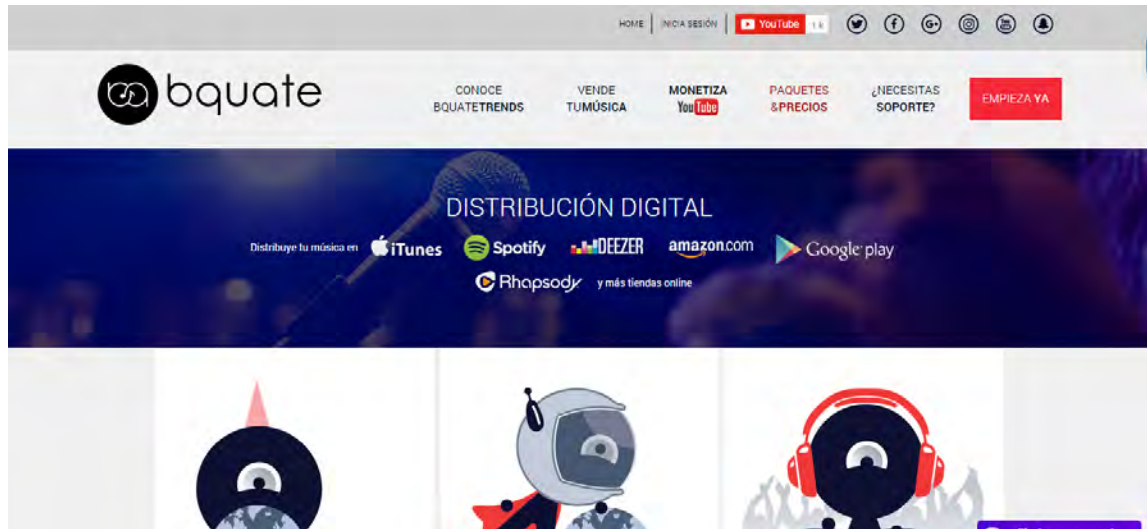 HOME
INICIA SESIÓN
YouTube 1 k
bquate
CONOCE
BQUATETRENDS
VENDE
TUMÚSICA
MONETIZA
YouTube
PAQUETES
&PRECIOS
¿NECESITAS
SOPORTE?
EMPIEZA YA
DISTRIBUCIÓN DIGITAL
Distribuye tu música en iTunes Spotify DEEZER amazon.com Google play
Rhapsody y más tiendas online